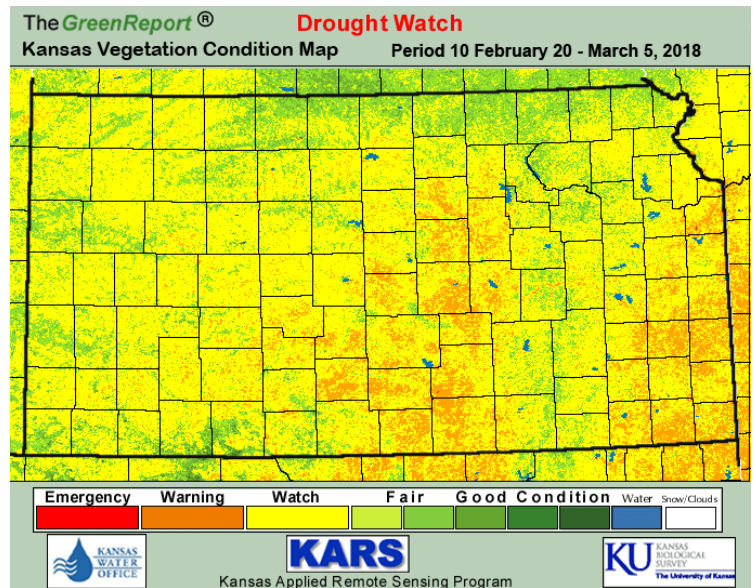 The GreenReport ® Drought Watch
Kansas Vegetation Condition Map Period 10 February 20 - March 5, 2018
Emergency Warning Watch Fair Good Condition Water Snow/Clouds
KANSAS
WATER
OFFICE
KARS
Kansas Applied Remote Sensing Program
KU KANSAS
BIOLOGICAL
SURVEY
The University of Kansas